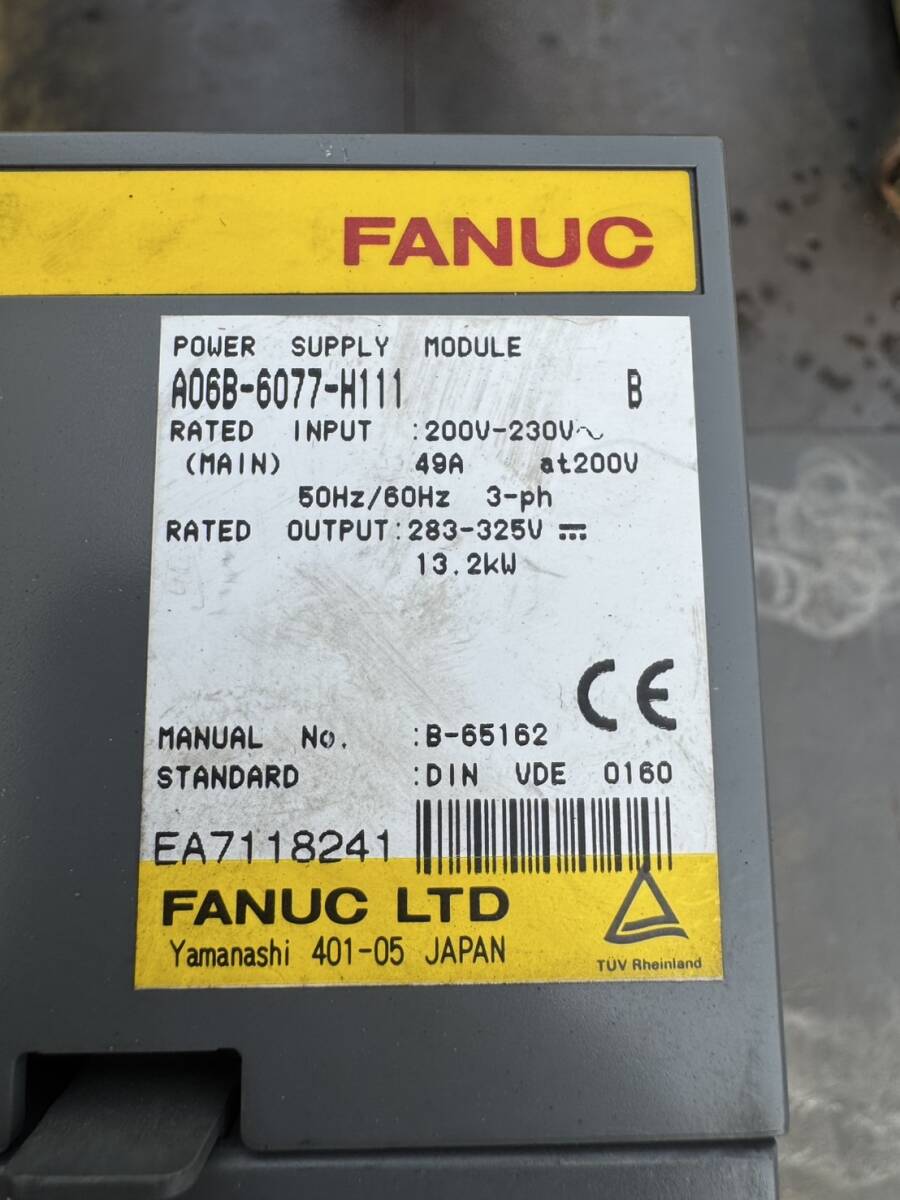 FANUC
POWER SUPPLY MODULE
A06B-6077-H111 B
RATED INPUT :200V-230V～
(MAIN) 49A at200V
50Hz/60Hz 3-ph
RATED OUTPUT:283-325V ⎓
13.2kW
CE
MANUAL No. :B-65162
STANDARD :DIN VDE 0160
EA7118241
FANUC LTD
Yamanashi 401-05 JAPAN
TÜV Rheinland